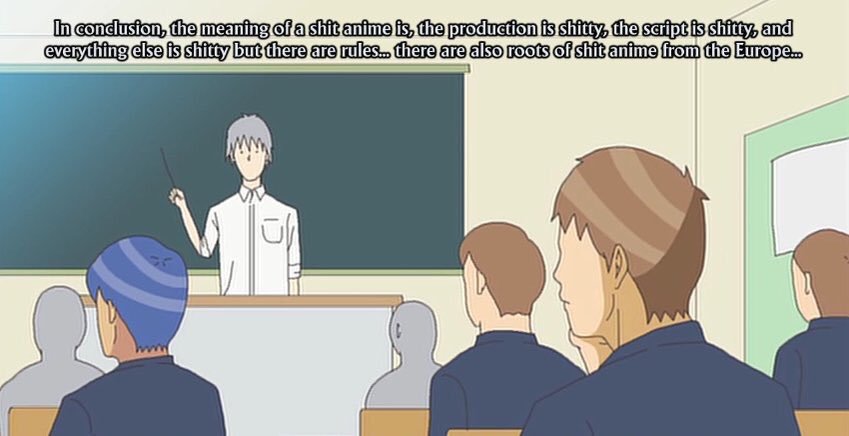 In conclusion, the meaning of a shit anime is, the production is shitty, the script is shitty, and
everything else is shitty but there are rules... there are also roots of shit anime from the Europe...